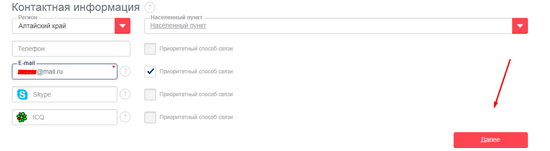 Контактная информация ?
Регион
Алтайский край
Населенный пункт
Населенный пункт
Телефон
Приоритетный способ связи
E-mail
@mail.ru * ?
Приоритетный способ связи
Skype ?
Приоритетный способ связи
ICQ ?
Приоритетный способ связи
Далее